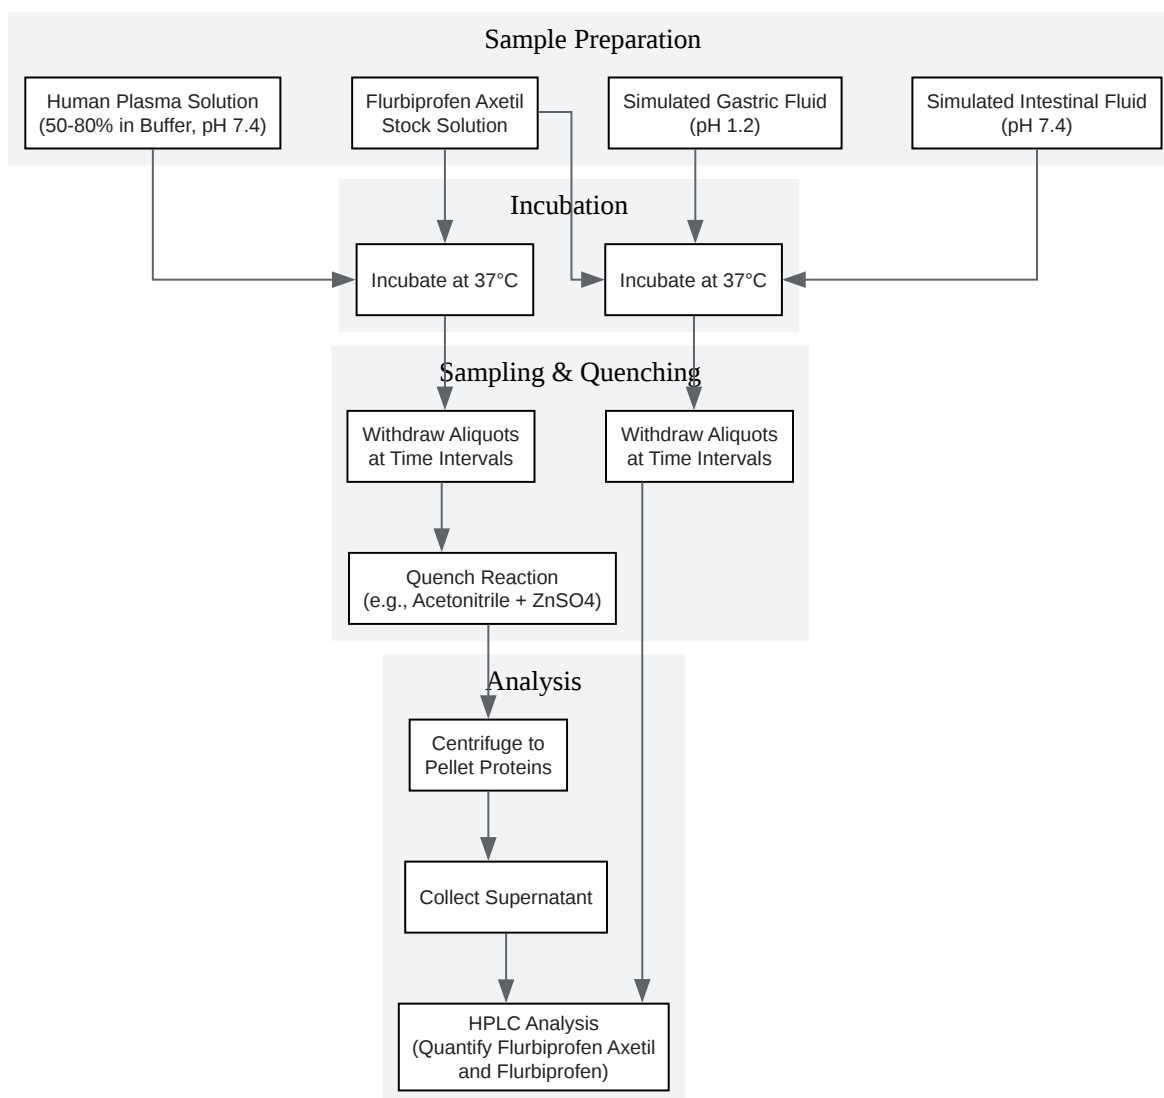 Sample Preparation
Human Plasma Solution
(50-80% in Buffer, pH 7.4)
Flurbiprofen Axetil
Stock Solution
Simulated Gastric Fluid
(pH 1.2)
Simulated Intestinal Fluid
(pH 7.4)
Incubation
Incubate at 37°C
Incubate at 37°C
Sampling & Quenching
Withdraw Aliquots
at Time Intervals
Withdraw Aliquots
at Time Intervals
Quench Reaction
(e.g., Acetonitrile + ZnSO4)
Analysis
Centrifuge to
Pellet Proteins
Collect Supernatant
HPLC Analysis
(Quantify Flurbiprofen Axetil
and Flurbiprofen)